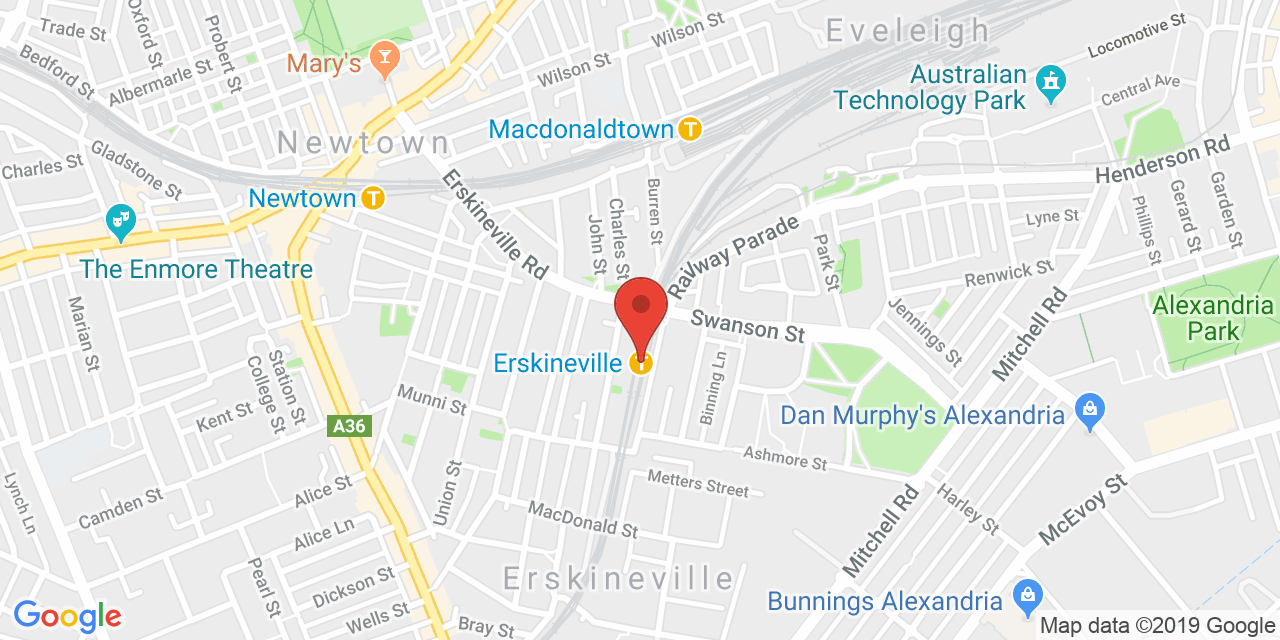 Trade St
Oxford St
Probert St
Bedford St
Albermarle St
Mary's
Wilson St
Wilson St
Eveleigh
Locomotive St
Australian
Technology Park
Central Ave
Newtown
Macdonaldtown
T
Henderson Rd
Charles St
Gladstone St
Newtown
T
Erskineville Rd
John St
Charles St
Burren St
Railway Parade
Park St
Lyne St
Phillips St
Gerard St
Garden St
The Enmore Theatre
Renwick St
Marian St
Swanson St
Jennings St
Mitchell Rd
Alexandria
Park
Erskineville
Station St
College St
Kent St
Munni St
Binning Ln
Dan Murphy's Alexandria
A36
Ashmore St
Lynch Ln
Camden St
Alice St
Union St
Metters Street
Harley St
McEvoy St
Alice Ln
MacDonald St
Mitchell Rd
Pearl St
Dickson St
Erskineville
Wells St
Bray St
Bunnings Alexandria
Google
Map data ©2019 Google